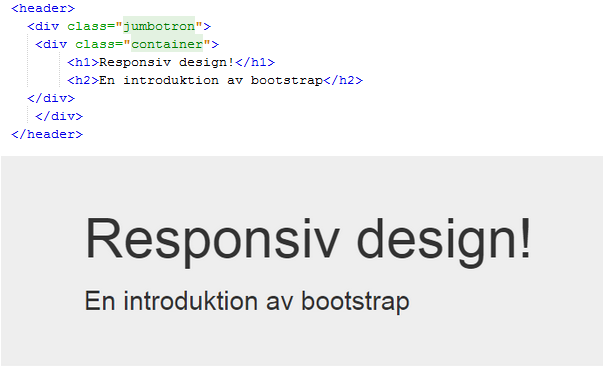 <header>
<div class="jumbotron">
<div class="container">
<h1>Responsiv design!</h1>
<h2>En introduktion av bootstrap</h2>
</div>
</div>
</header>
Responsiv design!
En introduktion av bootstrap